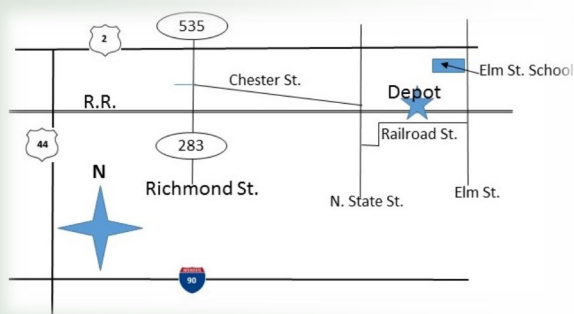 535
2
Elm St. School
Chester St.
Depot
R.R.
Railroad St.
44
283
N
Richmond St.
N. State St.
Elm St.
90